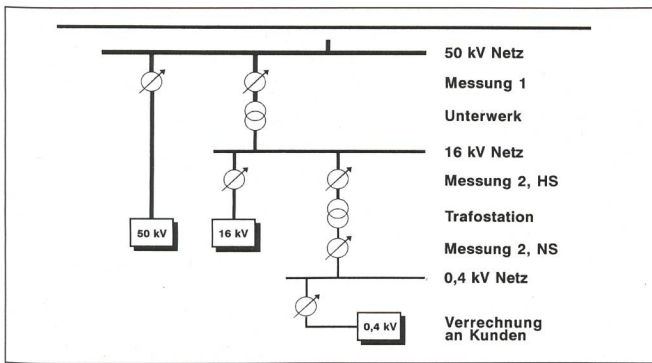 50 kV Netz
Messung 1
Unterwerk
16 kV Netz
Messung 2, HS
Trafostation
50 kV
16 kV
Messung 2, NS
0,4 kV Netz
0,4 kV
Verrechnung
an Kunden